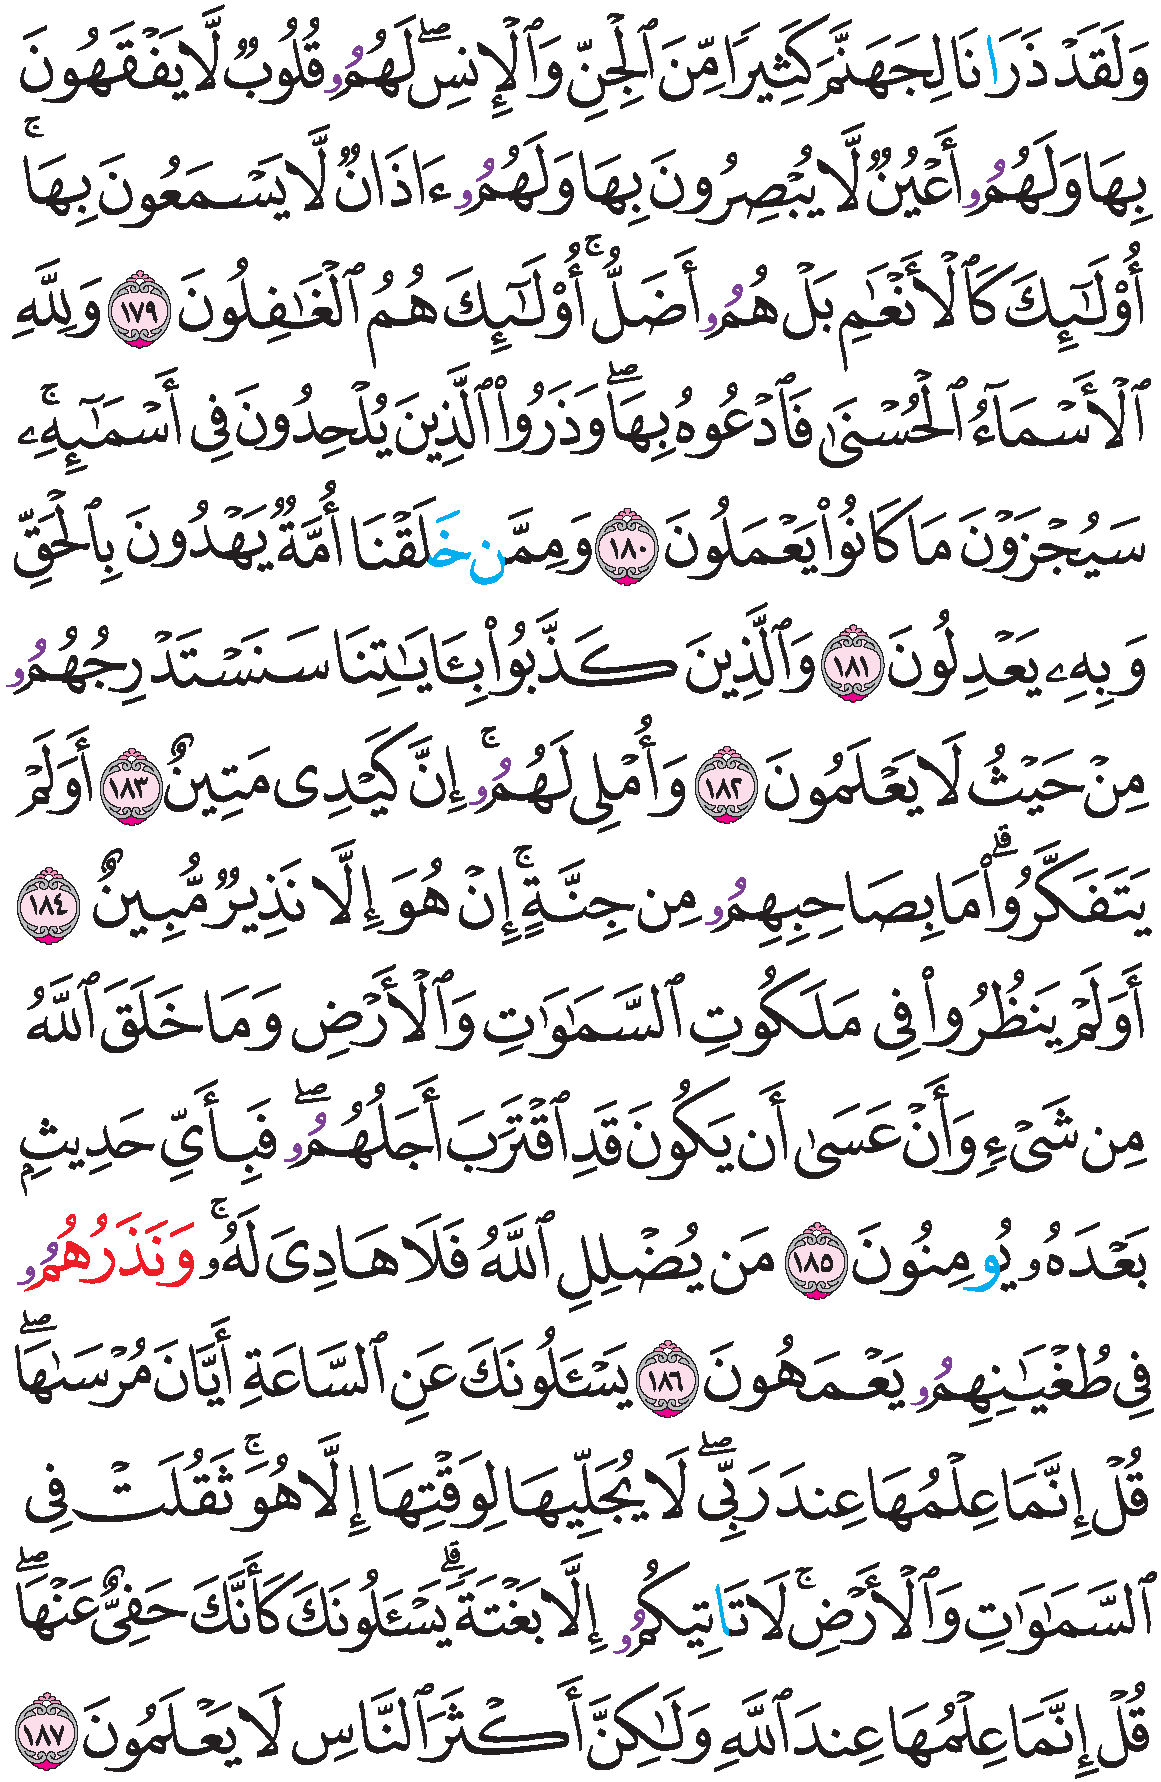 وَلَقَدْ ذَرَانَا لِجَهَنَّمَ كَثِيرًا مِّنَ ٱلْجِنِّ وَٱلْإِنسِ ۖ لَهُمُۥ قُلُوبٌ لَّا يَفْقَهُونَ
بِهَا وَلَهُمُۥ أَعْيُنٌ لَّا يُبْصِرُونَ بِهَا وَلَهُمُۥ ءَاذَانٌ لَّا يَسْمَعُونَ بِهَا ۚ
أُوْلَٰٓئِكَ كَٱلْأَنْعَٰمِ بَلْ هُمُۥ أَضَلُّ ۚ أُوْلَٰٓئِكَ هُمُ ٱلْغَٰفِلُونَ ١٧٩ وَلِلَّهِ
ٱلْأَسْمَآءُ ٱلْحُسْنَىٰ فَٱدْعُوهُ بِهَا ۖ وَذَرُواْ ٱلَّذِينَ يُلْحِدُونَ فِى أَسْمَٰٓئِهِۦ ۚ
سَيُجْزَوْنَ مَا كَانُواْ يَعْمَلُونَ ١٨٠ وَمِمَّن خَلَقْنَا أُمَّةٌ يَهْدُونَ بِٱلْحَقِّ
وَبِهِۦ يَعْدِلُونَ ١٨١ وَٱلَّذِينَ كَذَّبُواْ بِـَٔايَٰتِنَا سَنَسْتَدْرِجُهُمُۥ
مِنْ حَيْثُ لَا يَعْلَمُونَ ١٨٢ وَأُمْلِى لَهُمُۥ ۚ إِنَّ كَيْدِى مَتِينٌ ١٨٣ أَوَلَمْ
يَتَفَكَّرُواْ ۗ مَا بِصَاحِبِهِمُۥ مِن جِنَّةٍ ۚ إِنْ هُوَ إِلَّا نَذِيرٌ مُّبِينٌ ١٨٤
أَوَلَمْ يَنظُرُواْ فِى مَلَكُوتِ ٱلسَّمَٰوَٰتِ وَٱلْأَرْضِ وَمَا خَلَقَ ٱللَّهُ
مِن شَىْءٍ وَأَنْ عَسَىٰ أَن يَكُونَ قَدِ ٱقْتَرَبَ أَجَلُهُمُۥ ۖ فَبِأَىِّ حَدِيثٍۭ
بَعْدَهُۥ يُومِنُونَ ١٨٥ مَن يُضْلِلِ ٱللَّهُ فَلَا هَادِىَ لَهُۥ ۚ وَنَذَرُهُمُۥ
فِى طُغْيَٰنِهِمُۥ يَعْمَهُونَ ١٨٦ يَسْـَٔلُونَكَ عَنِ ٱلسَّاعَةِ أَيَّانَ مُرْسَىٰهَا ۖ
قُلْ إِنَّمَا عِلْمُهَا عِندَ رَبِّى ۖ لَا يُجَلِّيهَا لِوَقْتِهَا إِلَّا هُوَ ۚ ثَقُلَتْ فِى
ٱلسَّمَٰوَٰتِ وَٱلْأَرْضِ ۚ لَا تَاتِيكُمُۥ إِلَّا بَغْتَةً ۗ يَسْـَٔلُونَكَ كَأَنَّكَ حَفِىٌّ عَنْهَا ۖ
قُلْ إِنَّمَا عِلْمُهَا عِندَ ٱللَّهِ وَلَٰكِنَّ أَكْثَرَ ٱلنَّاسِ لَا يَعْلَمُونَ ١٨٧